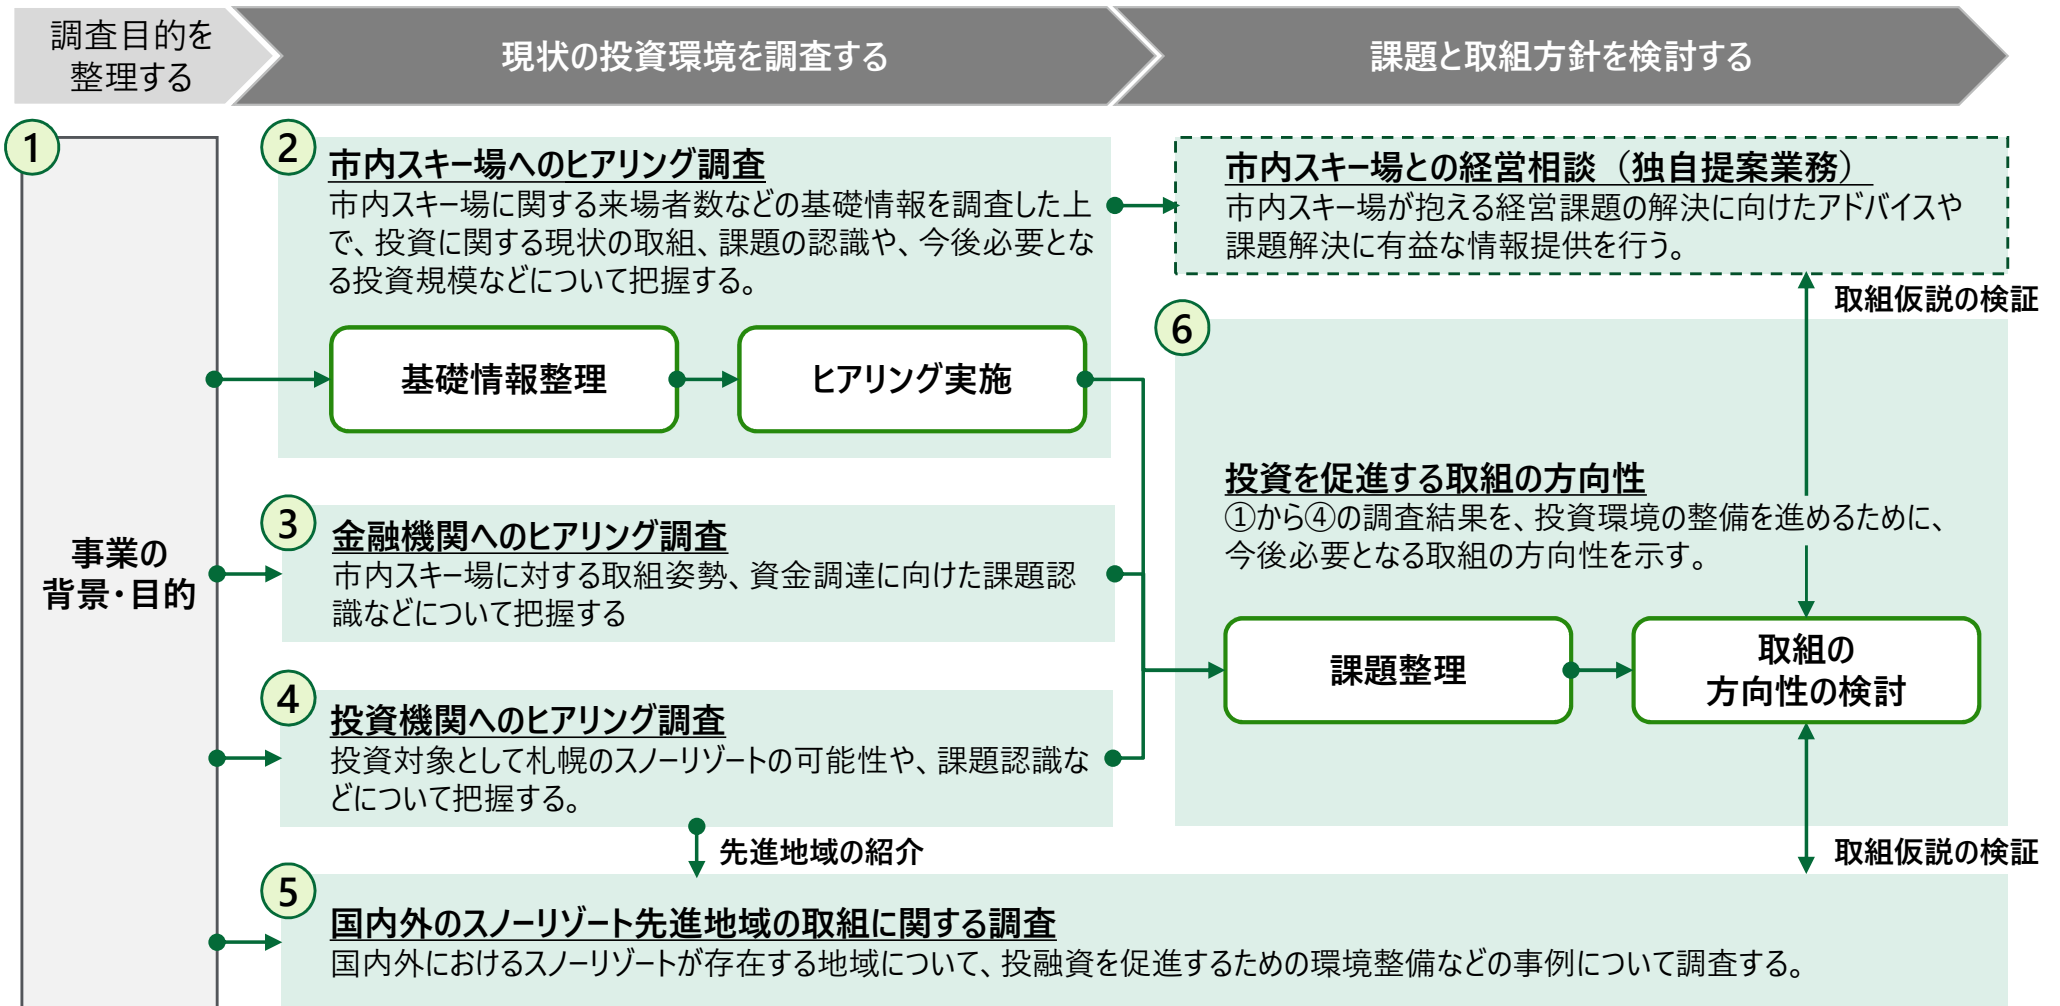 調査目的を
整理する
現状の投資環境を調査する
課題と取組方針を検討する
1
事業の
背景・目的
2
市内スキー場へのヒアリング調査
市内スキー場に関する来場者数などの基礎情報を調査した上
で、投資に関する現状の取組、課題の認識や、今後必要とな
る投資規模などについて把握する。
基礎情報整理
ヒアリング実施
市内スキー場との経営相談（独自提案業務）
市内スキー場が抱える経営課題の解決に向けたアドバイスや
課題解決に有益な情報提供を行う。
取組仮説の検証
3
金融機関へのヒアリング調査
市内スキー場に対する取組姿勢、資金調達に向けた課題認
識などについて把握する
4
投資機関へのヒアリング調査
投資対象として札幌のスノーリゾートの可能性や、課題認識な
どについて把握する。
先進地域の紹介
6
投資を促進する取組の方向性
①から④の調査結果を、投資環境の整備を進めるために、
今後必要となる取組の方向性を示す。
課題整理
取組の
方向性の検討
取組仮説の検証
5
国内外のスノーリゾート先進地域の取組に関する調査
国内外におけるスノーリゾートが存在する地域について、投融資を促進するための環境整備などの事例について調査する。